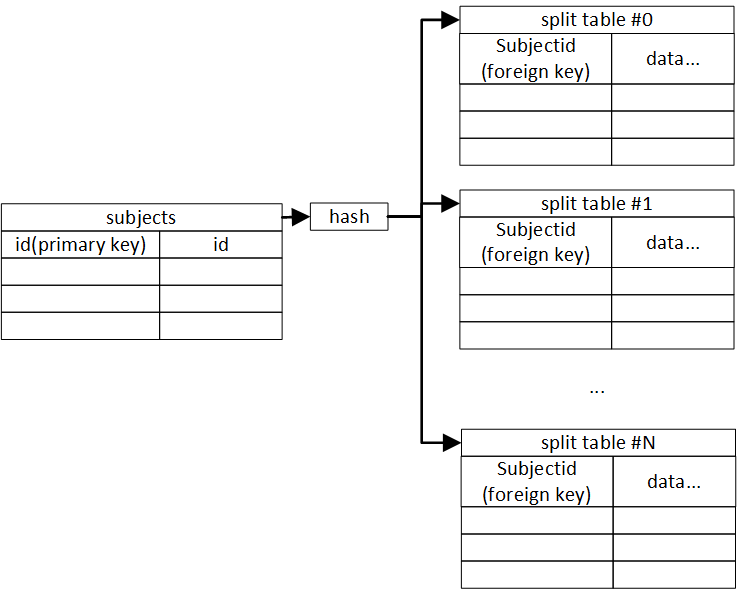 split table #0
Subjectid
(foreign key)
data...
subjects
id(primary key)
id
hash
split table #1
Subjectid
(foreign key)
data...
...
split table #N
Subjectid
(foreign key)
data...